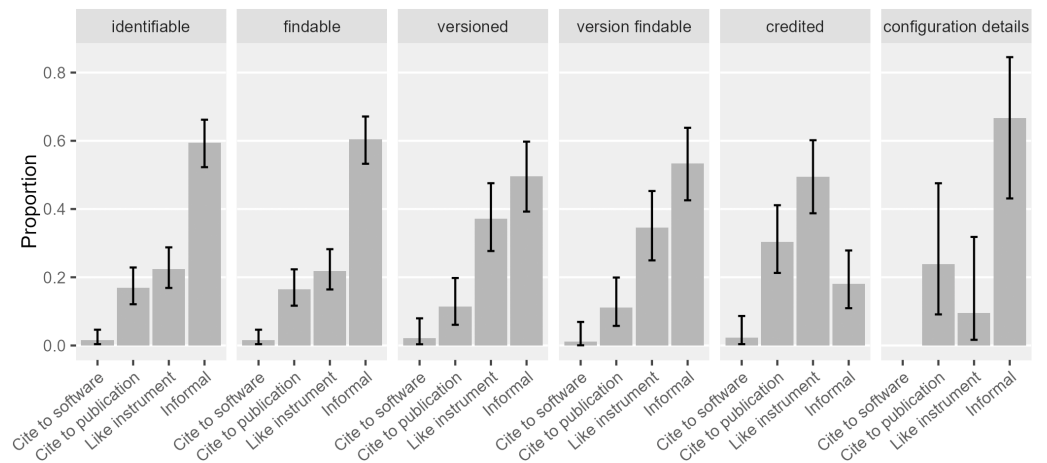 identifiable
findable
versioned
version findable
credited
configuration details
Proportion
0.8
0.6
0.4
0.2
0.0
Cite to software
Cite to publication
Like instrument
Informal
Cite to software
Cite to publication
Like instrument
Informal
Cite to software
Cite to publication
Like instrument
Informal
Cite to software
Cite to publication
Like instrument
Informal
Cite to software
Cite to publication
Like instrument
Informal
Cite to software
Cite to publication
Like instrument
Informal